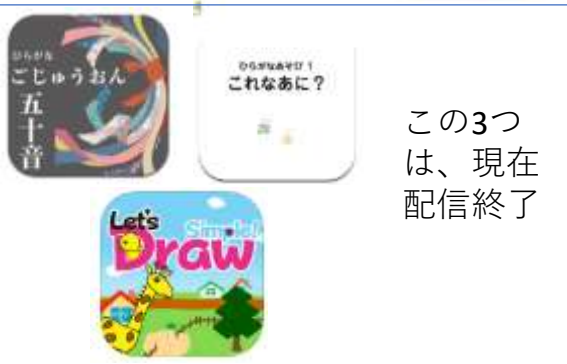 ひらがな
ごじゅうおん
五十音
ひらがなあそび1
これなあに？
この3つ
は、現在
配信終了
Let's
Simple!
Draw